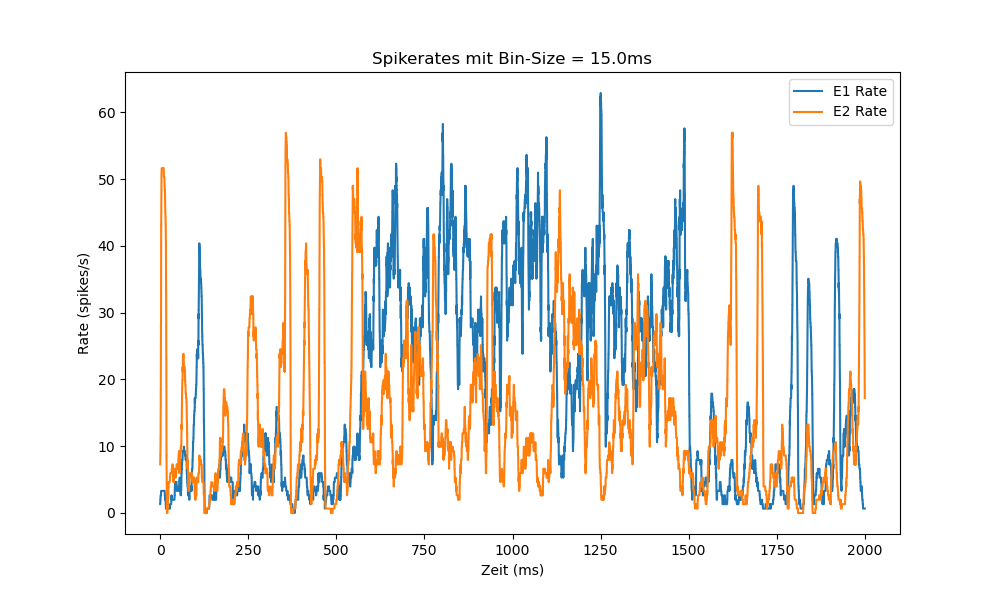 Spikerates mit Bin-Size = 15.0ms
E1 Rate
E2 Rate
Rate (spikes/s)
60
50
40
30
20
10
0
0 250 500 750 1000 1250 1500 1750 2000
Zeit (ms)